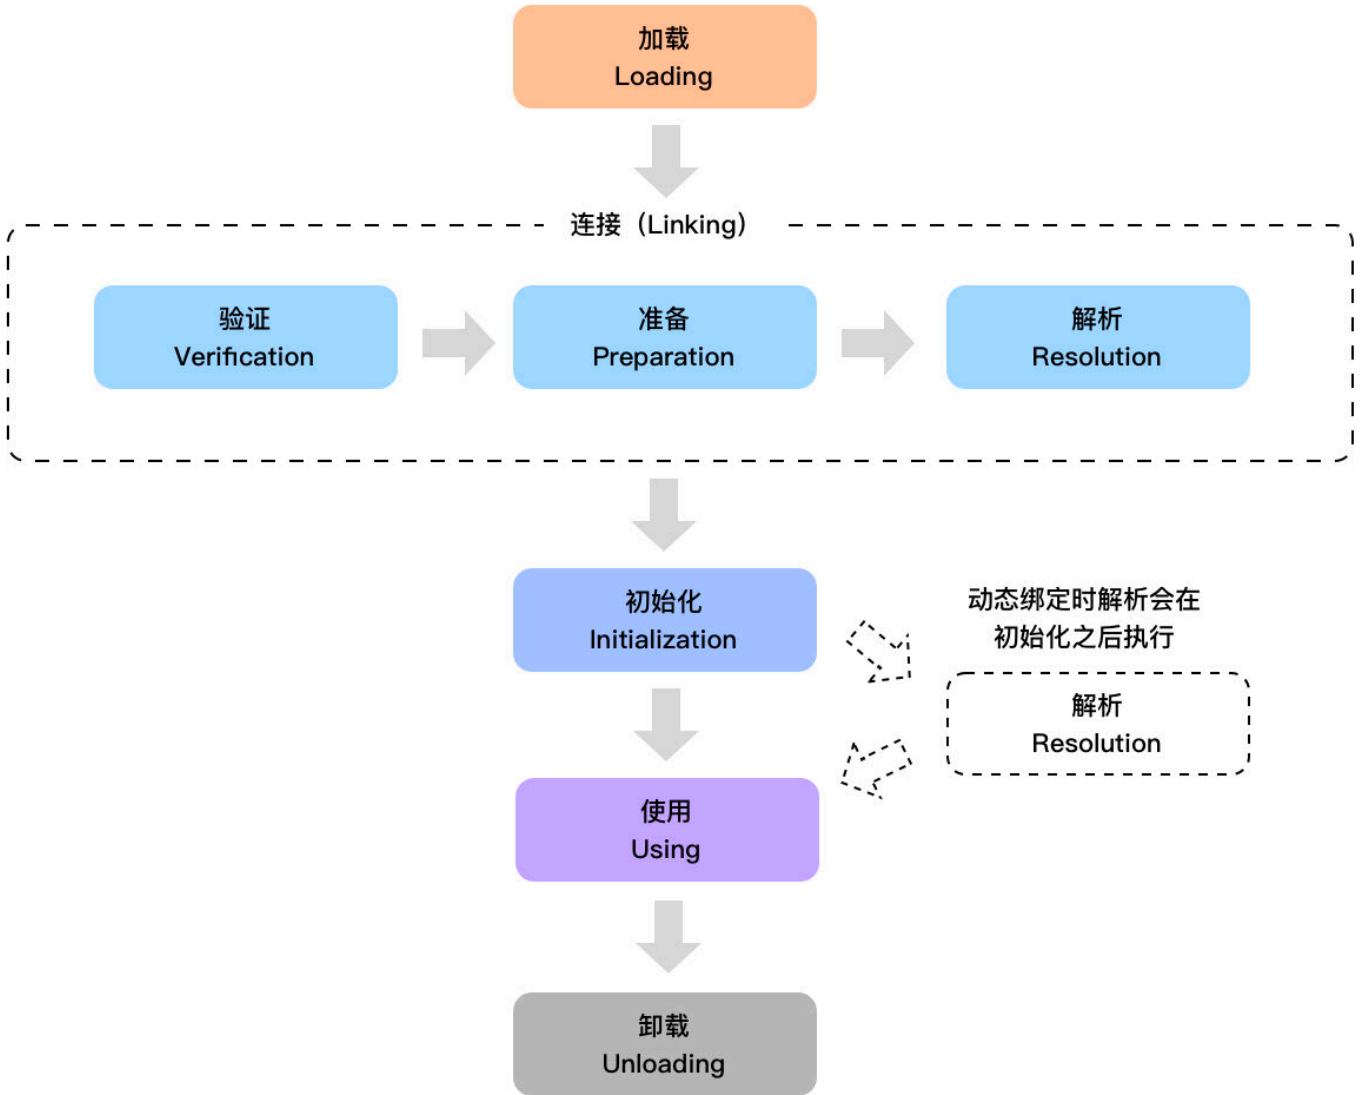 加载
Loading
连接（Linking）
验证
Verification
准备
Preparation
解析
Resolution
初始化
Initialization
动态绑定时解析会在
初始化之后执行
解析
Resolution
使用
Using
卸载
Unloading